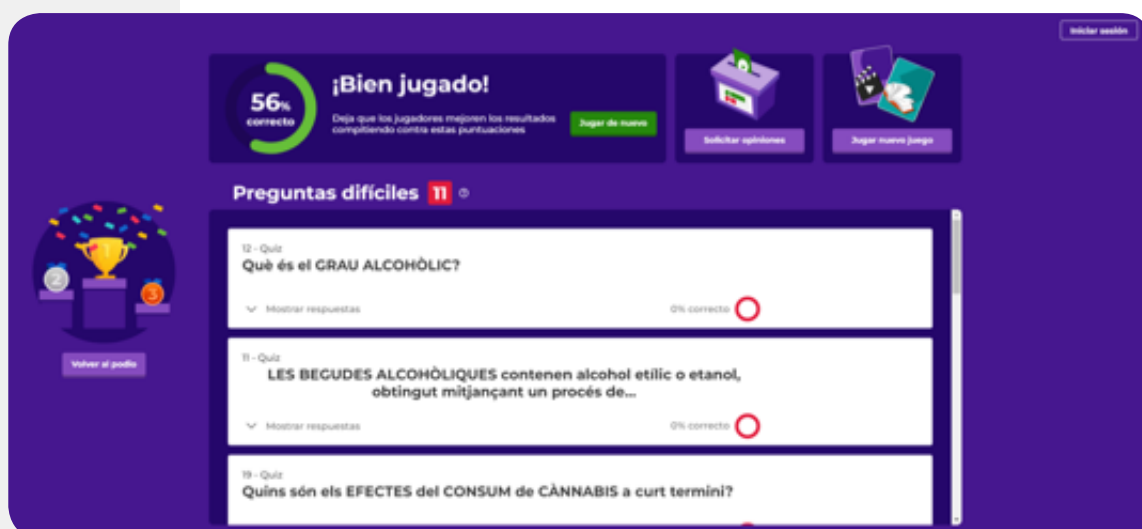 Iniciar sesión
56%
correcto
¡Bien jugado!
Deja que los jugadores mejoren los resultados
compitiendo contra estas puntuaciones
Jugar de nuevo
Solicitar opiniones
Jugar nuevo juego
Preguntas difíciles 11
1
2
3
Volver al podio
12 - Quiz
Què és el GRAU ALCOHÒLIC?
Mostrar respuestas
0% correcto
11 - Quiz
LES BEGUDES ALCOHÒLIQUES contenen alcohol etílic o etanol,
obtingut mitjançant un procés de...
Mostrar respuestas
0% correcto
19 - Quiz
Quins són els EFECTES del CONSUM de CÀNNABIS a curt termini?